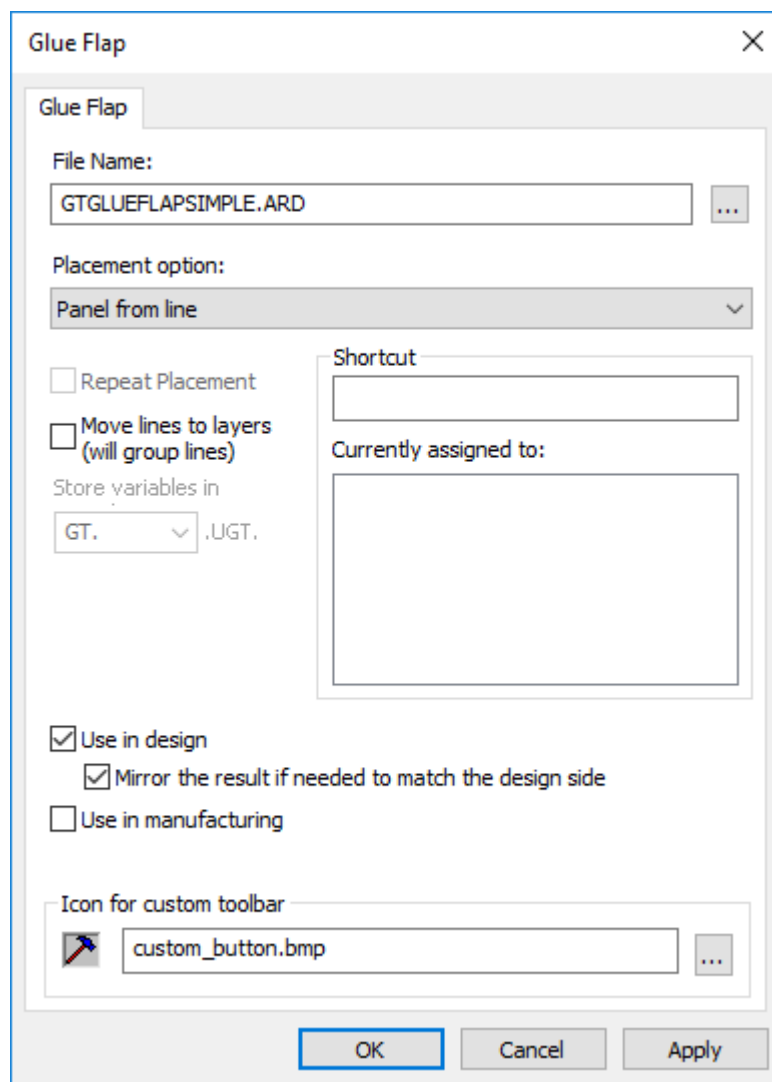 Glue Flap
Glue Flap
File Name:
GTGLUEFLAPSIMPLE.ARD
...
Placement option:
Panel from line
Repeat Placement
Move lines to layers
(will group lines)
Store variables in
GT.
.UGT.
Shortcut
Currently assigned to:
Use in design
Mirror the result if needed to match the design side
Use in manufacturing
Icon for custom toolbar
custom_button.bmp
...
OK
Cancel
Apply